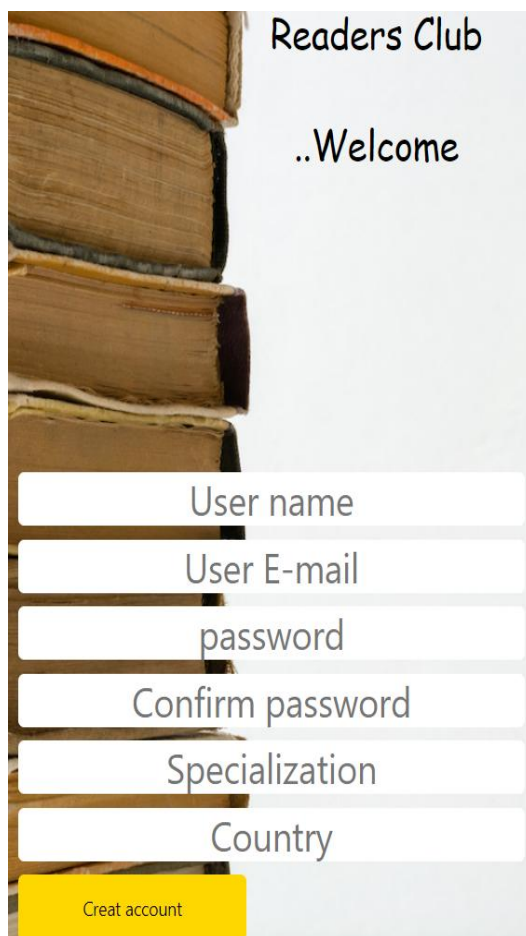 Readers Club
..Welcome
User name
User E-mail
password
Confirm password
Specialization
Country
Creat account